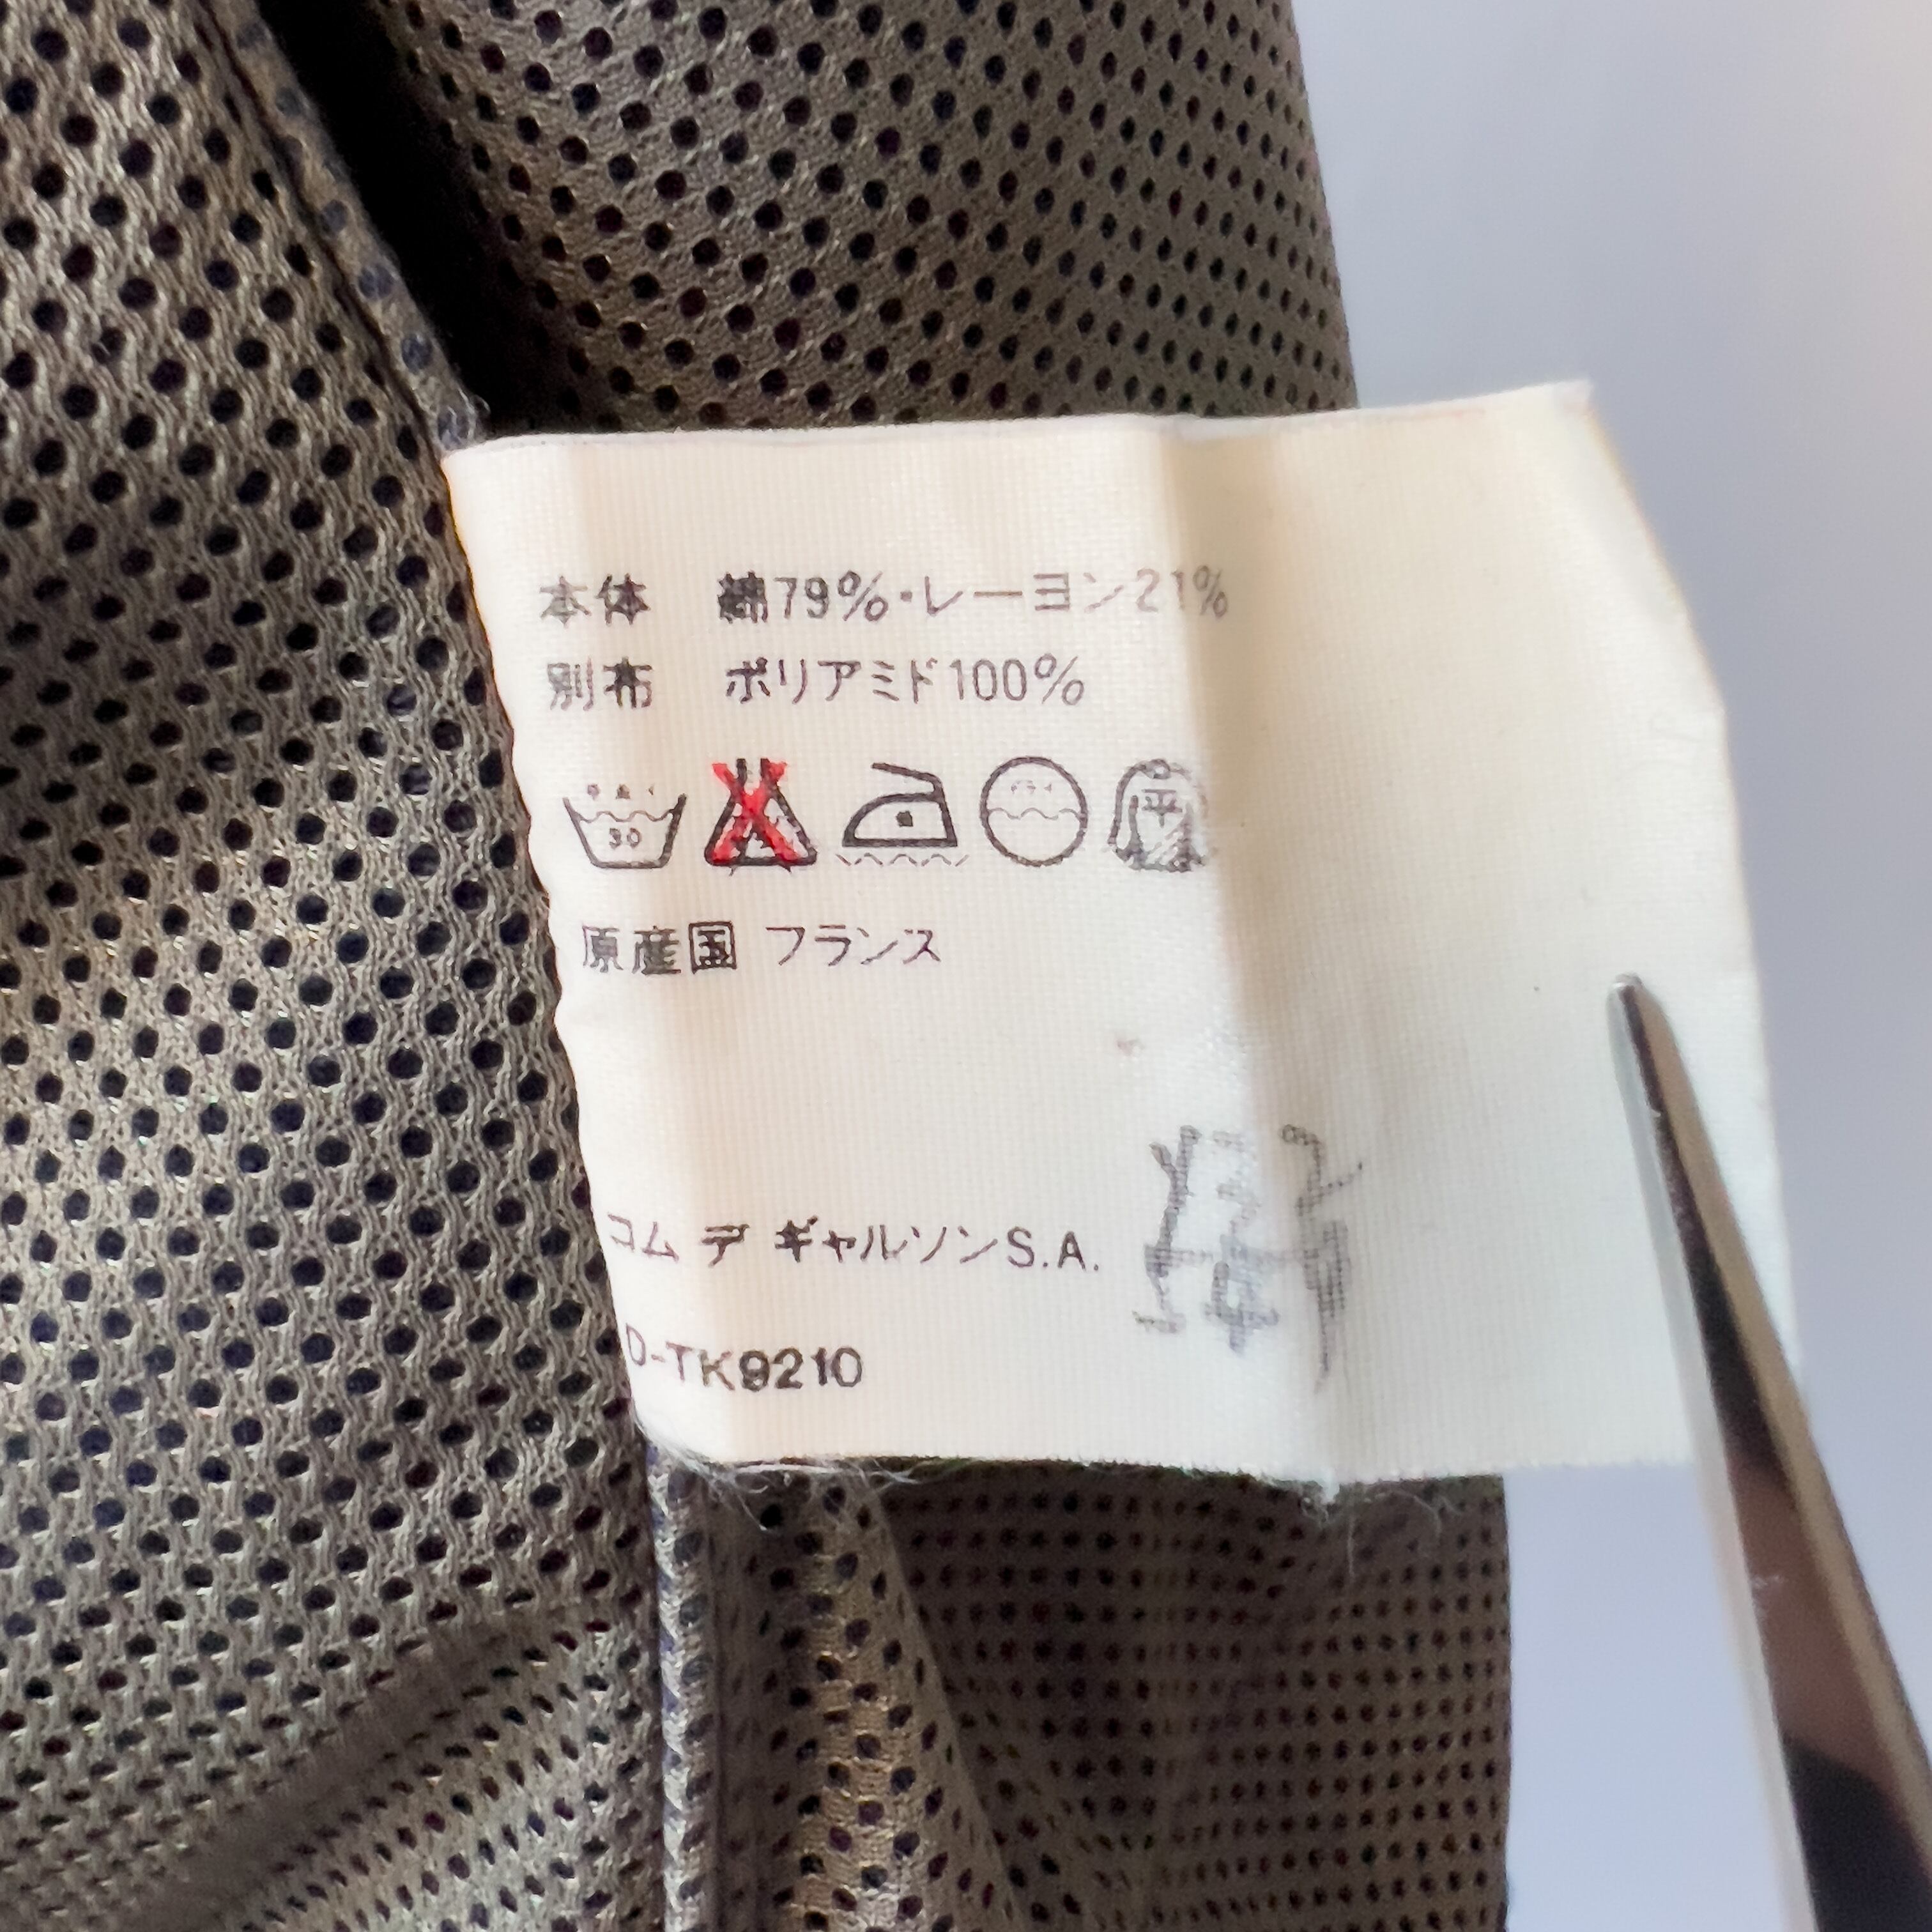 本体 綿79%・レーヨン21%
別布 ポリアミド100%
30 平
原産国 フランス
コム デ ギャルソンS.A.
D-TK9210